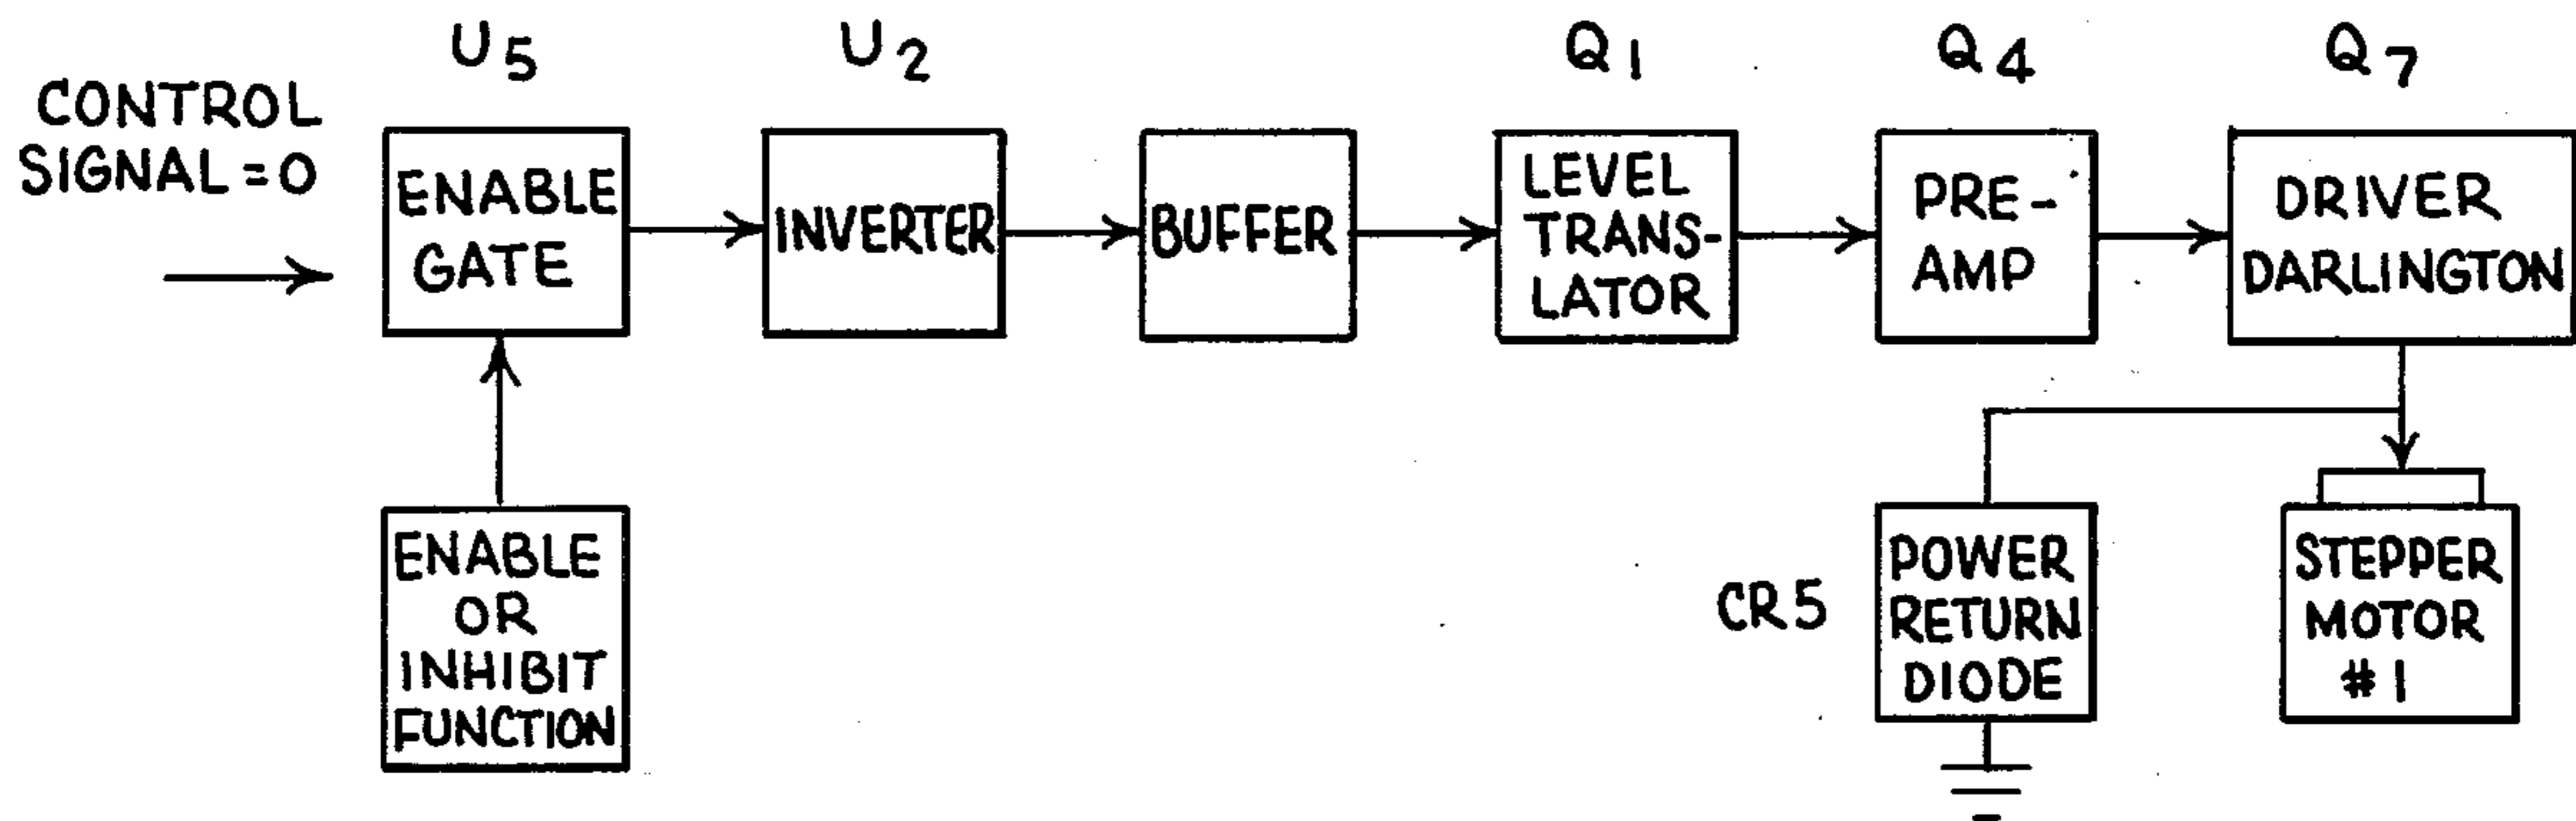 U5
U2
Q1
Q4
Q7
CONTROL
SIGNAL = 0
ENABLE
GATE
INVERTER
BUFFER
LEVEL
TRANS-
LATOR
PRE-
AMP
DRIVER
DARLINGTON
ENABLE
OR
INHIBIT
FUNCTION
CR5
POWER
RETURN
DIODE
STEPPER
MOTOR
#1